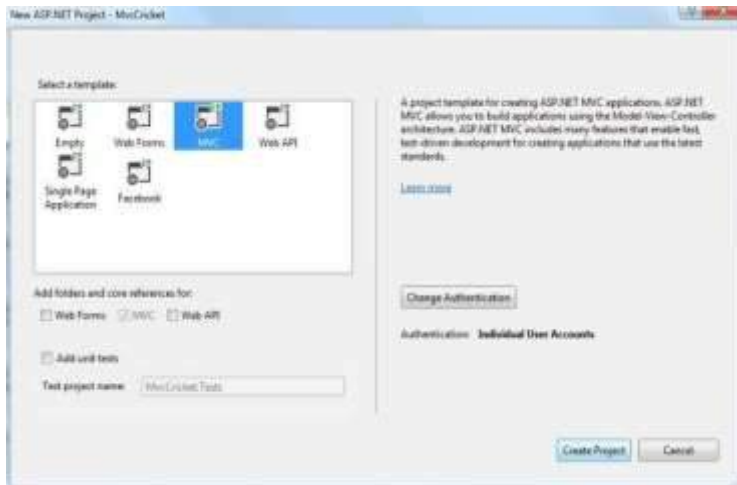 New ASP.NET Project - MvcCricket
Select a template:
Empty
Web Forms
MVC
Web API
Single Page
Application
Facebook
A project template for creating ASP.NET MVC applications. ASP.NET
MVC allows you to build applications using the Model-View-Controller
architecture. ASP.NET MVC includes many features that enable fast,
test-driven development for creating applications that use the latest
standards.
Learn more
Add folders and core references for:
Web Forms
MVC
Web API
Add unit tests
Test project name:
MvcCricket.Tests
Change Authentication
Authentication: Individual User Accounts
Create Project
Cancel